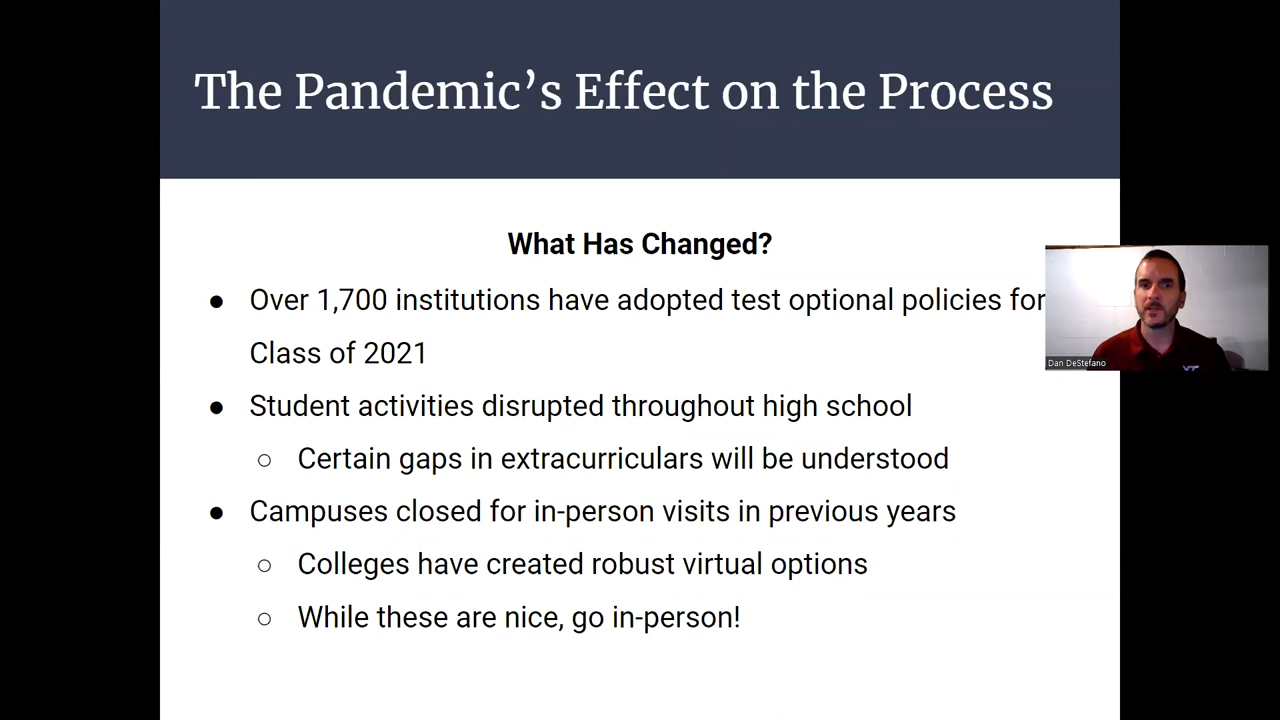 The Pandemic's Effect on the Process
What Has Changed?
● Over 1,700 institutions have adopted test optional policies for
Class of 2021
● Student activities disrupted throughout high school
○ Certain gaps in extracurriculars will be understood
● Campuses closed for in-person visits in previous years
○ Colleges have created robust virtual options
○ While these are nice, go in-person!
Dan DeStefano